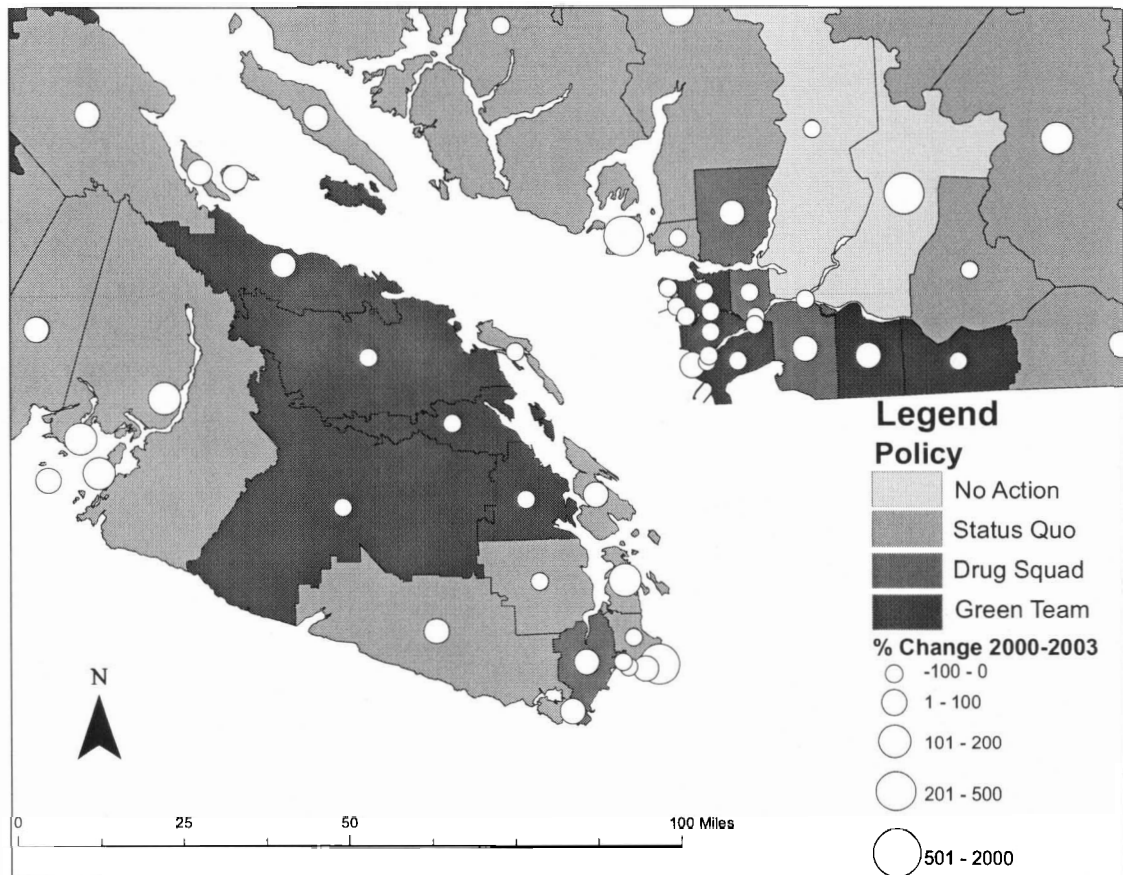 Legend
Policy
No Action
Status Quo
Drug Squad
Green Team
% Change 2000-2003
-100 - 0
1 - 100
101 - 200
201 - 500
501 - 2000
N
0 25 50 100 Miles